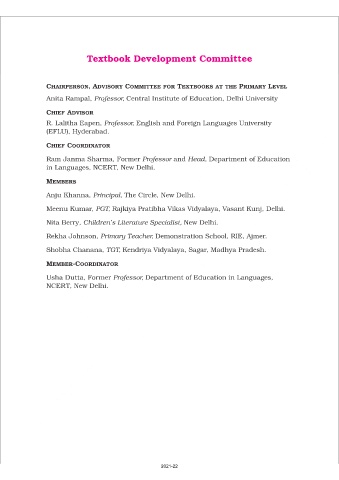 Textbook Development Committee
CHAIRPERSON, ADVISORY COMMITTEE FOR TEXTBOOKS AT THE PRIMARY LEVEL
Anita Rampal, Professor, Central Institute of Education, Delhi University
CHIEF ADVISOR
R. Lalitha Eapen, Professor, English and Foreign Languages University
(EFLU), Hyderabad.
CHIEF COORDINATOR
Ram Janma Sharma, Former Professor and Head, Department of Education
in Languages, NCERT, New Delhi.
MEMBERS
Anju Khanna, Principal, The Circle, New Delhi.
Meenu Kumar, PGT, Rajkiya Pratibha Vikas Vidyalaya, Vasant Kunj, Delhi.
Nita Berry, Children's Literature Specialist, New Delhi.
Rekha Johnson, Primary Teacher, Demonstration School, RIE, Ajmer.
Shobha Chanana, TGT, Kendriya Vidyalaya, Sagar, Madhya Pradesh.
MEMBER-COORDINATOR
Usha Dutta, Former Professor, Department of Education in Languages,
NCERT, New Delhi.
2021-22